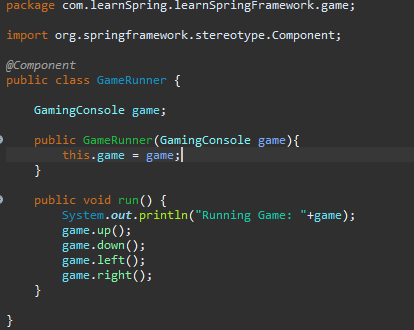 package com.learnSpring.learnSpringFramework.game;
import org.springframework.stereotype.Component;
@Component
public class GameRunner {
GamingConsole game;
public GameRunner(GamingConsole game){
this.game = game;
}
public void run() {
System.out.println("Running Game: "+game);
game.up();
game.down();
game.left();
game.right();
}
}